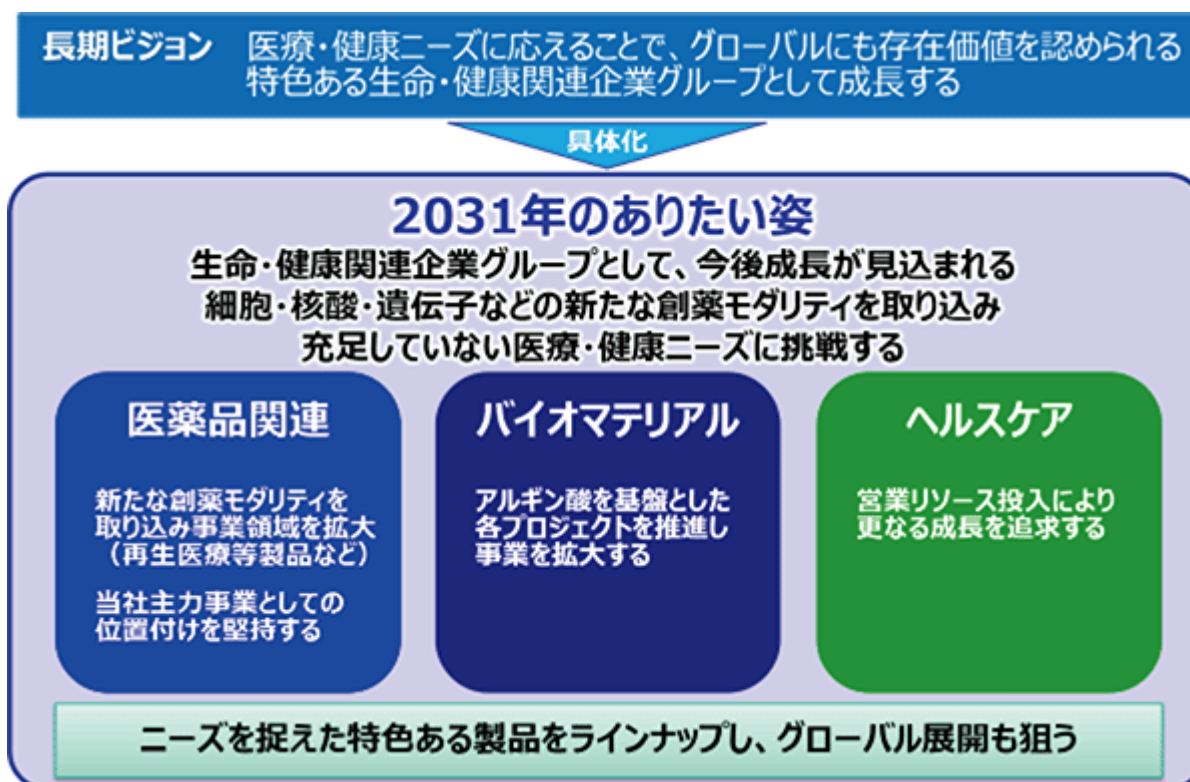 長期ビジョン 医療・健康ニーズに応えることで、グローバルにも存在価値を認められる
特色ある生命・健康関連企業グループとして成長する
具体化
2031年のありたい姿
生命・健康関連企業グループとして、今後成長が見込まれる
細胞・核酸・遺伝子などの新たな創薬モダリティを取り込み
充足していない医療・健康ニーズに挑戦する
医薬品関連
新たな創薬モダリティを
取り込み事業領域を拡大
（再生医療等製品など）
当社主力事業としての
位置付けを堅持する
バイオマテリアル
アルギン酸を基盤とした
各プロジェクトを推進し
事業を拡大する
ヘルスケア
営業リソース投入により
更なる成長を追求する
ニーズを捉えた特色ある製品をラインナップし、グローバル展開も狙う